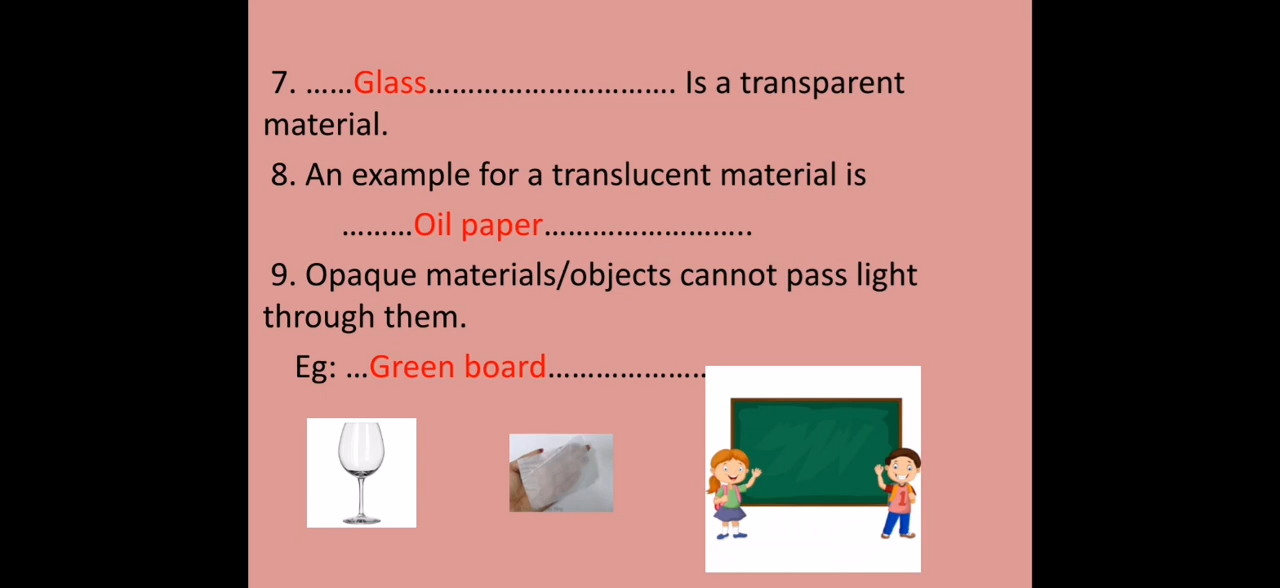 7. ……Glass…………………………. Is a transparent
material.
8. An example for a translucent material is
………Oil paper……………………..
9. Opaque materials/objects cannot pass light
through them.
Eg: …Green board………………..
1